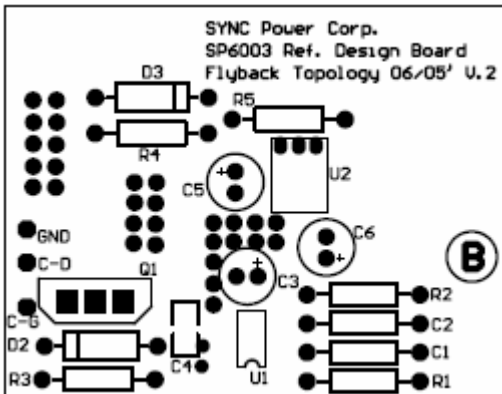 SYNC Power Corp.
SP6003 Ref. Design Board
Flyback Topology 06/05' V.2
D3
R5
R4
C5
U2
GND
C6
C-D
B
Q1
C3
R2
C-G
C2
D2
C1
C4
R3
U1
R1